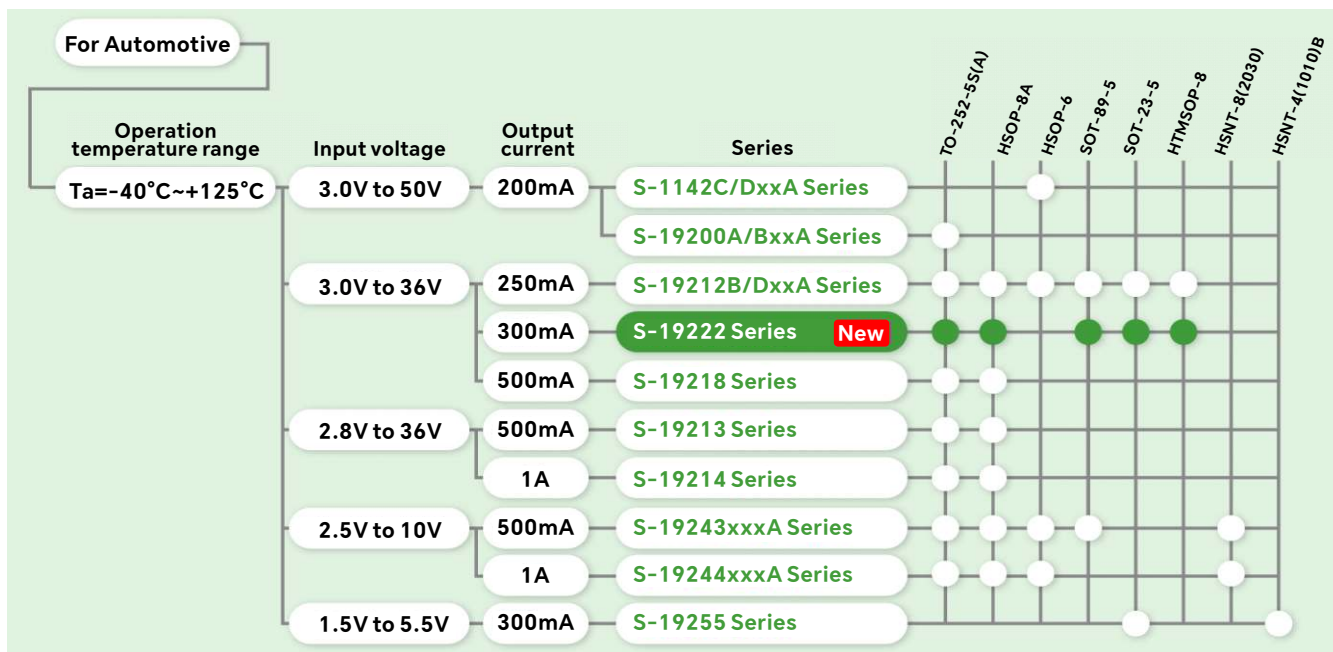 For Automotive
TO-252-5S(A)
HSOP-8A
HSOP-6
SOT-89-5
SOT-23-5
HTMSOP-8
HSNT-8(2030)
HSNT-4(1010)B
Operation
temperature range
Input voltage
Output
current
Series
Ta=-40°C~+125°C
3.0V to 50V
200mA
S-1142C/DxxA Series
S-19200A/BxxA Series
3.0V to 36V
250mA
S-19212B/DxxA Series
300mA
S-19222 Series New
500mA
S-19218 Series
2.8V to 36V
500mA
S-19213 Series
1A
S-19214 Series
2.5V to 10V
500mA
S-19243xxxA Series
1A
S-19244xxxA Series
1.5V to 5.5V
300mA
S-19255 Series